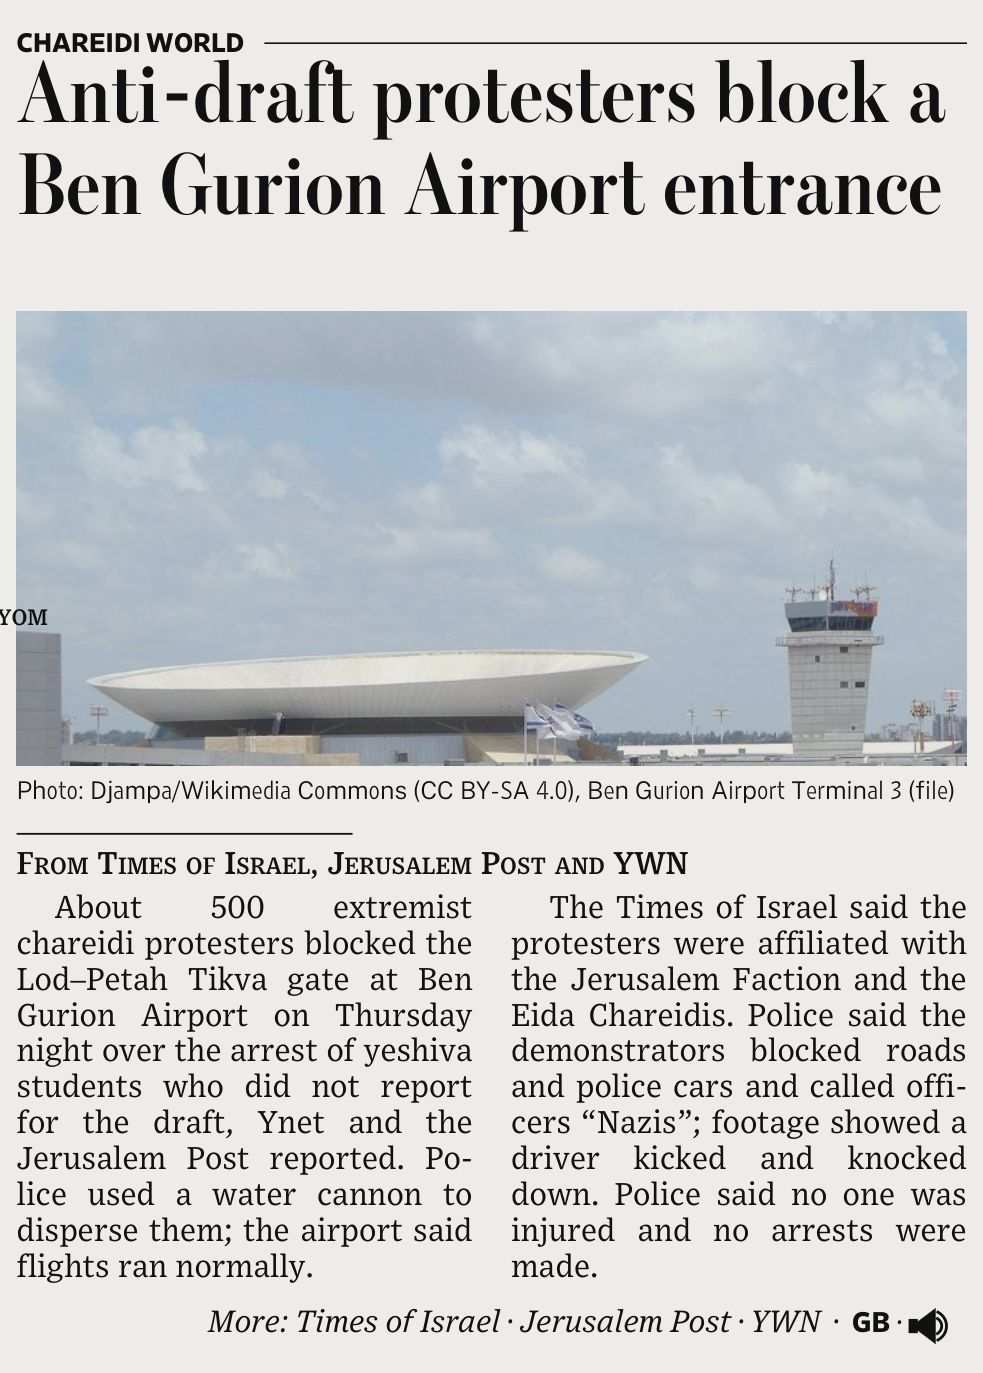 CHAREIDI WORLD
Anti-draft protesters block a
Ben Gurion Airport entrance
YOM
Photo: Djampa/Wikimedia Commons (CC BY-SA 4.0), Ben Gurion Airport Terminal 3 (file)
From Times of Israel, Jerusalem Post and YWN
About 500 extremist
chareidi protesters blocked the
Lod–Petah Tikva gate at Ben
Gurion Airport on Thursday
night over the arrest of yeshiva
students who did not report
for the draft, Ynet and the
Jerusalem Post reported. Po-
lice used a water cannon to
disperse them; the airport said
flights ran normally.
The Times of Israel said the
protesters were affiliated with
the Jerusalem Faction and the
Eida Chareidis. Police said the
demonstrators blocked roads
and police cars and called offi-
cers “Nazis”; footage showed a
driver kicked and knocked
down. Police said no one was
injured and no arrests were
made.
More: Times of Israel · Jerusalem Post · YWN · GB ·